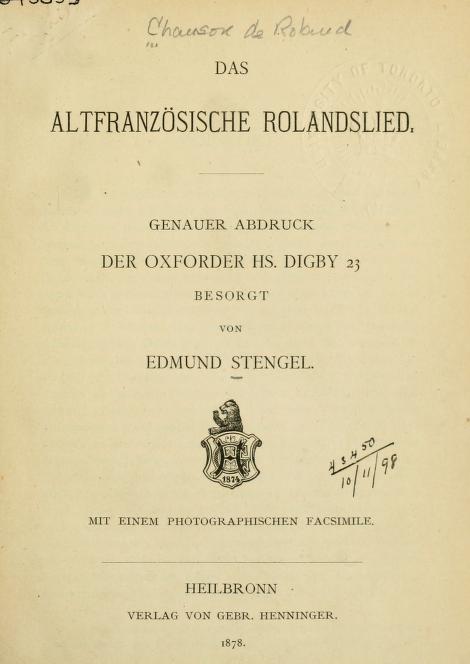 Chanson de Roland
DAS
ALTFRANZÖSISCHE ROLANDSLIED.
GENAUER ABDRUCK
DER OXFORDER HS. DIGBY 23
BESORGT
VON
EDMUND STENGEL.
1874
43450
10/11/98
MIT EINEM PHOTOGRAPHISCHEN FACSIMILE.
HEILBRONN
VERLAG VON GEBR. HENNINGER.
1878.